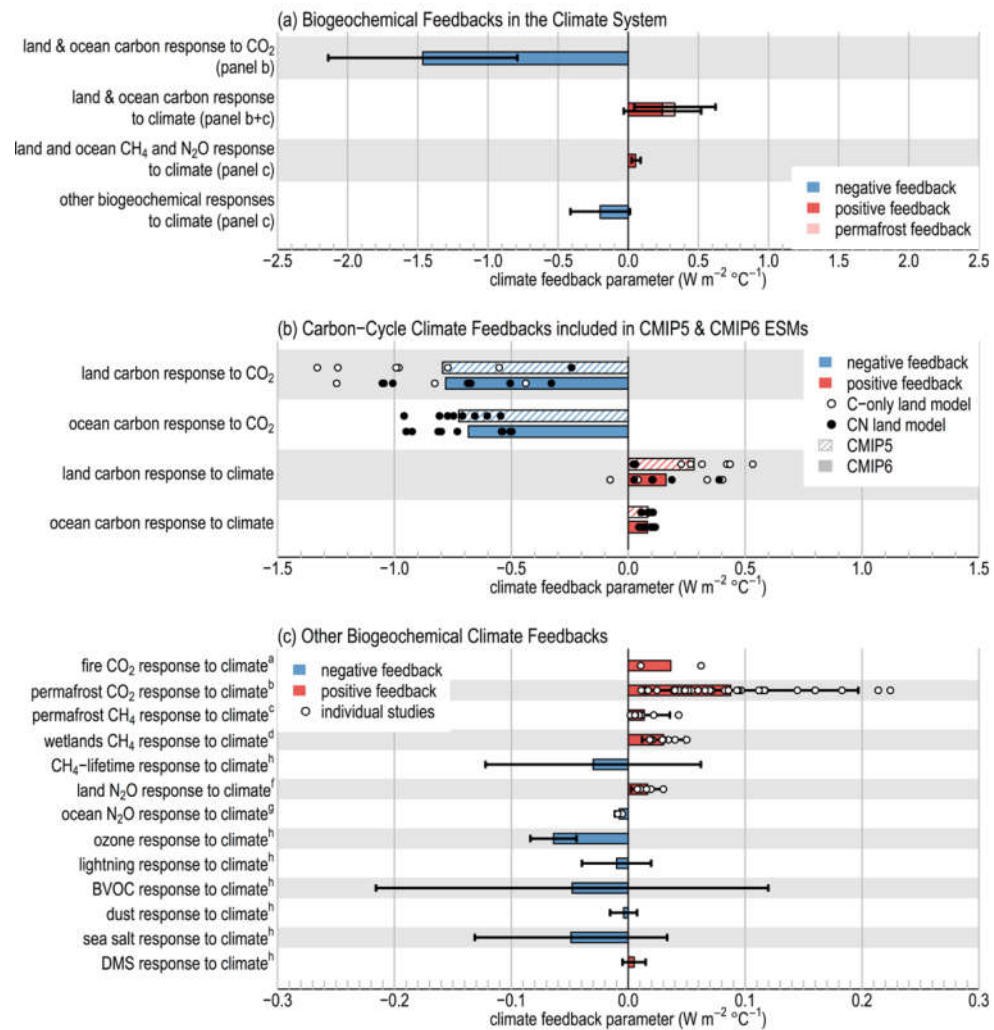 (a) Biogeochemical Feedbacks in the Climate System
land & ocean carbon response to CO₂
(panel b)
land & ocean carbon response
to climate (panel b+c)
land and ocean CH₄ and N₂O response
to climate (panel c)
other biogeochemical responses
to climate (panel c)
negative feedback
positive feedback
permafrost feedback
−2.5 −2.0 −1.5 −1.0 −0.5 0.0 0.5 1.0 1.5 2.0 2.5
climate feedback parameter (W m⁻² °C⁻¹)
(b) Carbon−Cycle Climate Feedbacks included in CMIP5 & CMIP6 ESMs
land carbon response to CO₂
ocean carbon response to CO₂
land carbon response to climate
ocean carbon response to climate
negative feedback
positive feedback
C-only land model
CN land model
CMIP5
CMIP6
−1.5 −1.0 −0.5 0.0 0.5 1.0 1.5
climate feedback parameter (W m⁻² °C⁻¹)
(c) Other Biogeochemical Climate Feedbacks
negative feedback
positive feedback
individual studies
fire CO₂ response to climateᵃ
permafrost CO₂ response to climateᵇ
permafrost CH₄ response to climateᶜ
wetlands CH₄ response to climateᵈ
CH₄−lifetime response to climateʰ
land N₂O response to climateᶠ
ocean N₂O response to climateᵍ
ozone response to climateʰ
lightning response to climateʰ
BVOC response to climateʰ
dust response to climateʰ
sea salt response to climateʰ
DMS response to climateʰ
−0.3 −0.2 −0.1 0.0 0.1 0.2 0.3
climate feedback parameter (W m⁻² °C⁻¹)